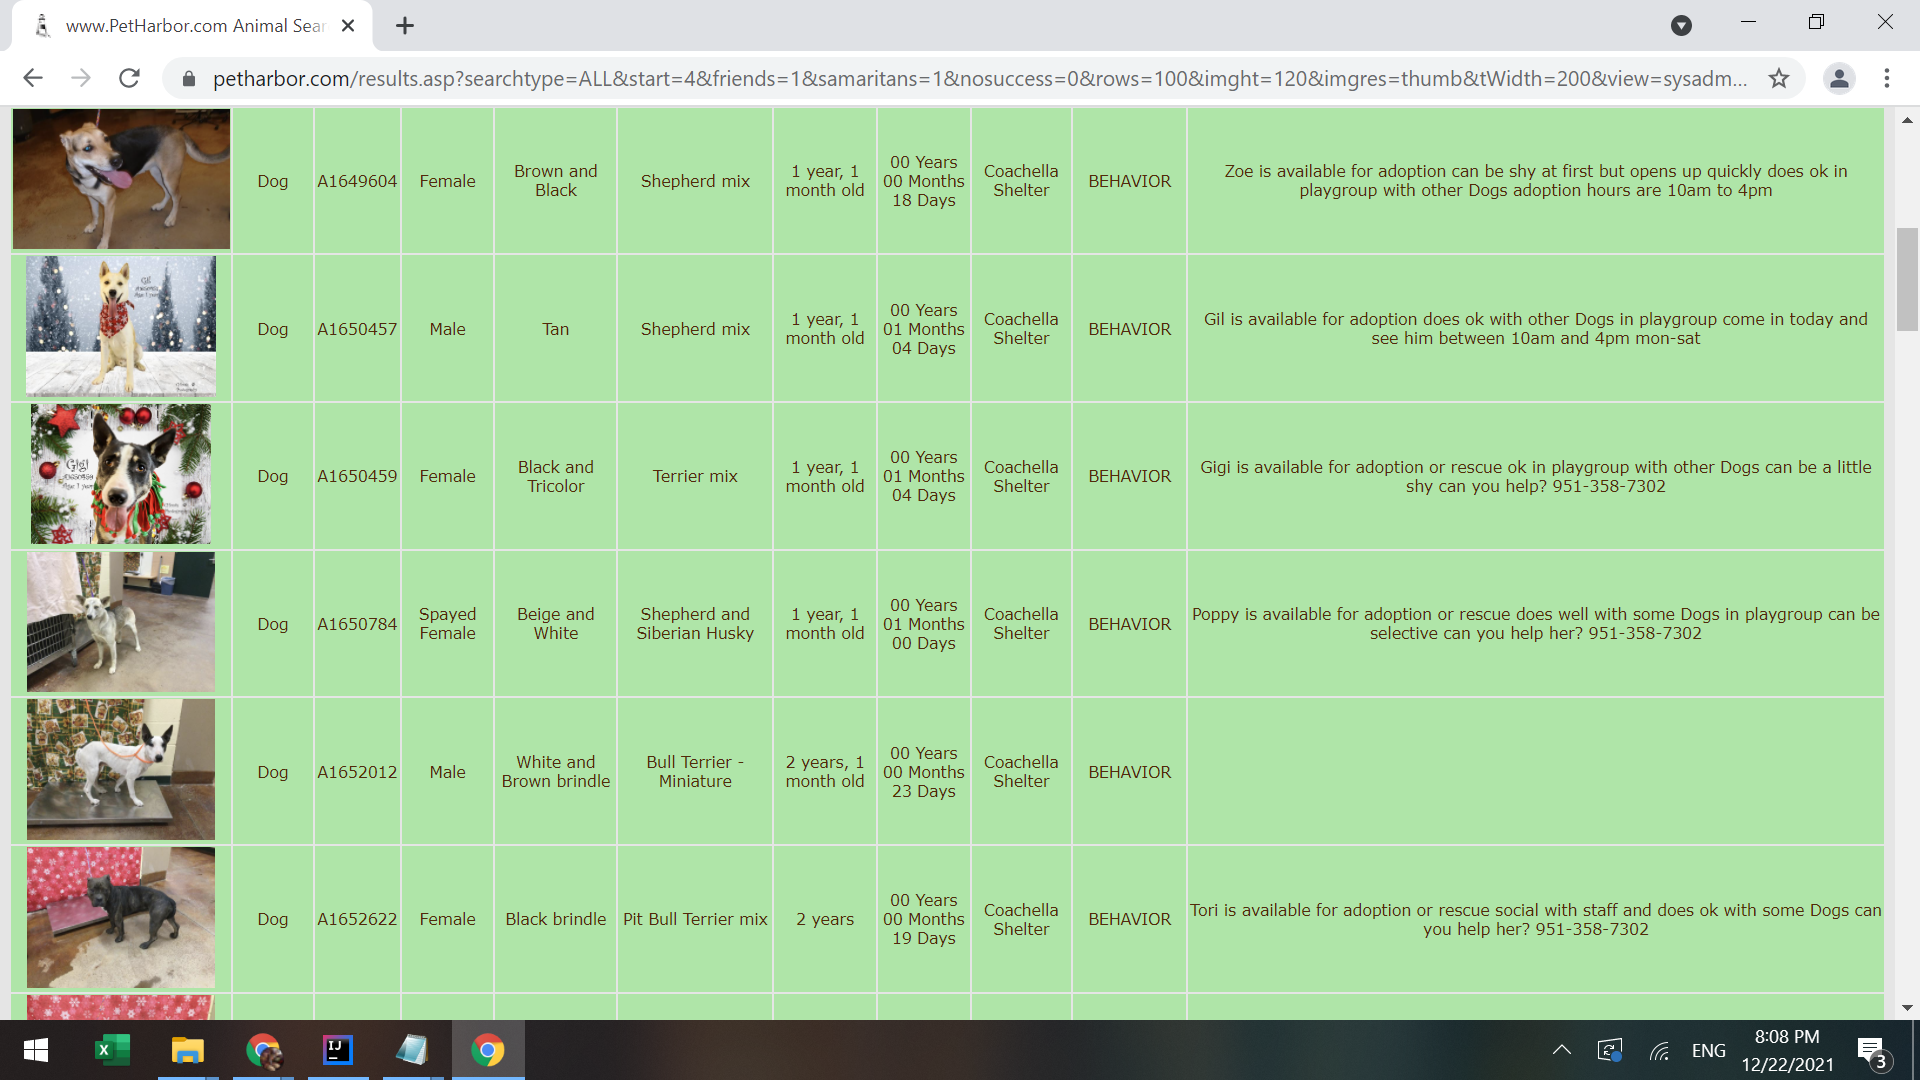 www.PetHarbor.com Animal Sear
petharbor.com/results.asp?searchtype=ALL&start=4&friends=1&samaritans=1&nosuccess=0&rows=100&imght=120&imgres=thumb&tWidth=200&view=sysadm...
Dog
A1649604
Female
Brown and
Black
Shepherd mix
1 year, 1
month old
00 Years
00 Months
18 Days
Coachella
Shelter
BEHAVIOR
Zoe is available for adoption can be shy at first but opens up quickly does ok in
playgroup with other Dogs adoption hours are 10am to 4pm
Gil
Dog
A1650457
Male
Tan
Shepherd mix
1 year, 1
month old
00 Years
01 Months
04 Days
Coachella
Shelter
BEHAVIOR
Gil is available for adoption does ok with other Dogs in playgroup come in today and
see him between 10am and 4pm mon-sat
Gigi
Dog
A1650459
Female
Black and
Tricolor
Terrier mix
1 year, 1
month old
00 Years
01 Months
04 Days
Coachella
Shelter
BEHAVIOR
Gigi is available for adoption or rescue ok in playgroup with other Dogs can be a little
shy can you help? 951-358-7302
Dog
A1650784
Spayed
Female
Beige and
White
Shepherd and
Siberian Husky
1 year, 1
month old
00 Years
01 Months
00 Days
Coachella
Shelter
BEHAVIOR
Poppy is available for adoption or rescue does well with some Dogs in playgroup can be
selective can you help her? 951-358-7302
Dog
A1652012
Male
White and
Brown brindle
Bull Terrier -
Miniature
2 years, 1
month old
00 Years
00 Months
23 Days
Coachella
Shelter
BEHAVIOR
Dog
A1652622
Female
Black brindle
Pit Bull Terrier mix
2 years
00 Years
00 Months
19 Days
Coachella
Shelter
BEHAVIOR
Tori is available for adoption or rescue social with staff and does ok with some Dogs can
you help her? 951-358-7302
IJ
ENG
8:08 PM
12/22/2021
3